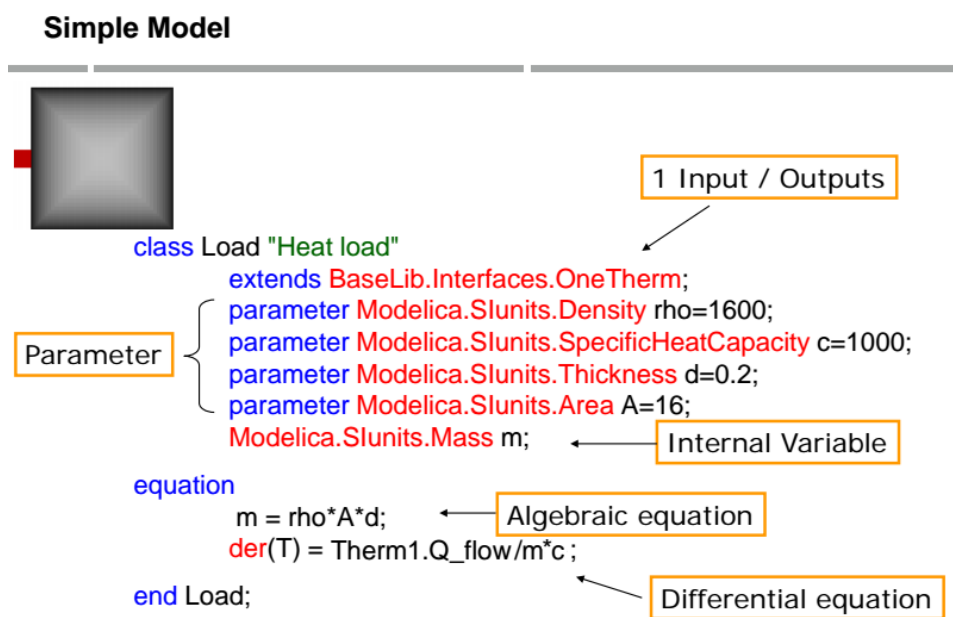 Simple Model
1 Input / Outputs
class Load "Heat load"
extends BaseLib.Interfaces.OneTherm;
parameter Modelica.SIunits.Density rho=1600;
parameter Modelica.SIunits.SpecificHeatCapacity c=1000;
Parameter
parameter Modelica.SIunits.Thickness d=0.2;
parameter Modelica.SIunits.Area A=16;
Modelica.SIunits.Mass m;
Internal Variable
equation
m = rho*A*d;
Algebraic equation
der(T) = Therm1.Q_flow/m*c ;
end Load;
Differential equation